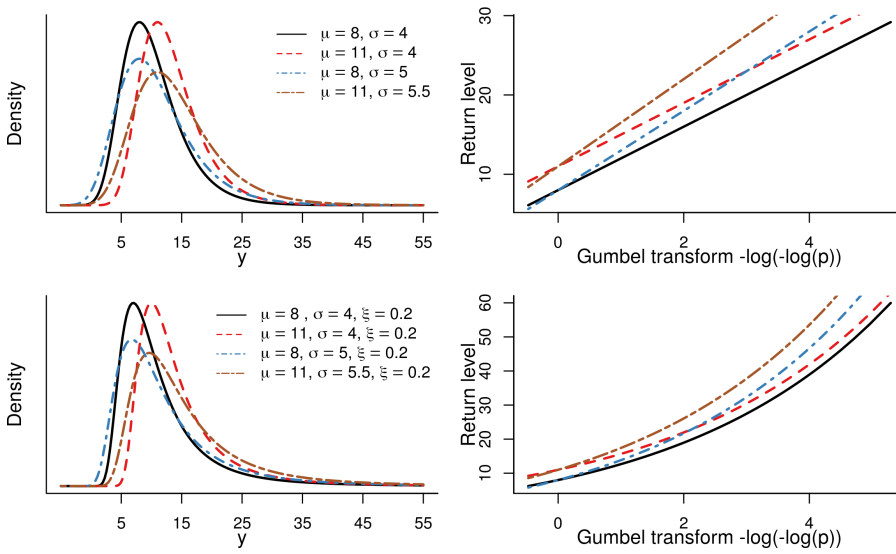 Density
μ = 8, σ = 4
μ = 11, σ = 4
μ = 8, σ = 5
μ = 11, σ = 5.5
5 15 25 35 45 55
y
Return level
30
20
10
0 2 4
Gumbel transform -log(-log(p))
Density
μ = 8 , σ = 4, ξ = 0.2
μ = 11, σ = 4, ξ = 0.2
μ = 8, σ = 5, ξ = 0.2
μ = 11, σ = 5.5, ξ = 0.2
5 15 25 35 45 55
y
Return level
60
50
40
30
20
10
0 2 4
Gumbel transform -log(-log(p))